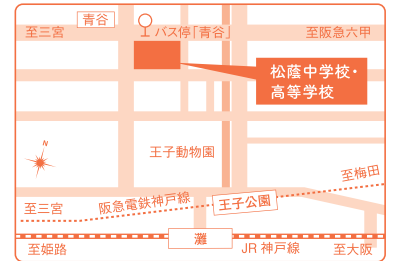 青谷
至三宮
バス停「青谷」
至阪急六甲
松蔭中学校・
高等学校
N
王子動物園
至梅田
至三宮
阪急電鉄神戸線
王子公園
灘
至姫路
JR 神戸線
至大阪